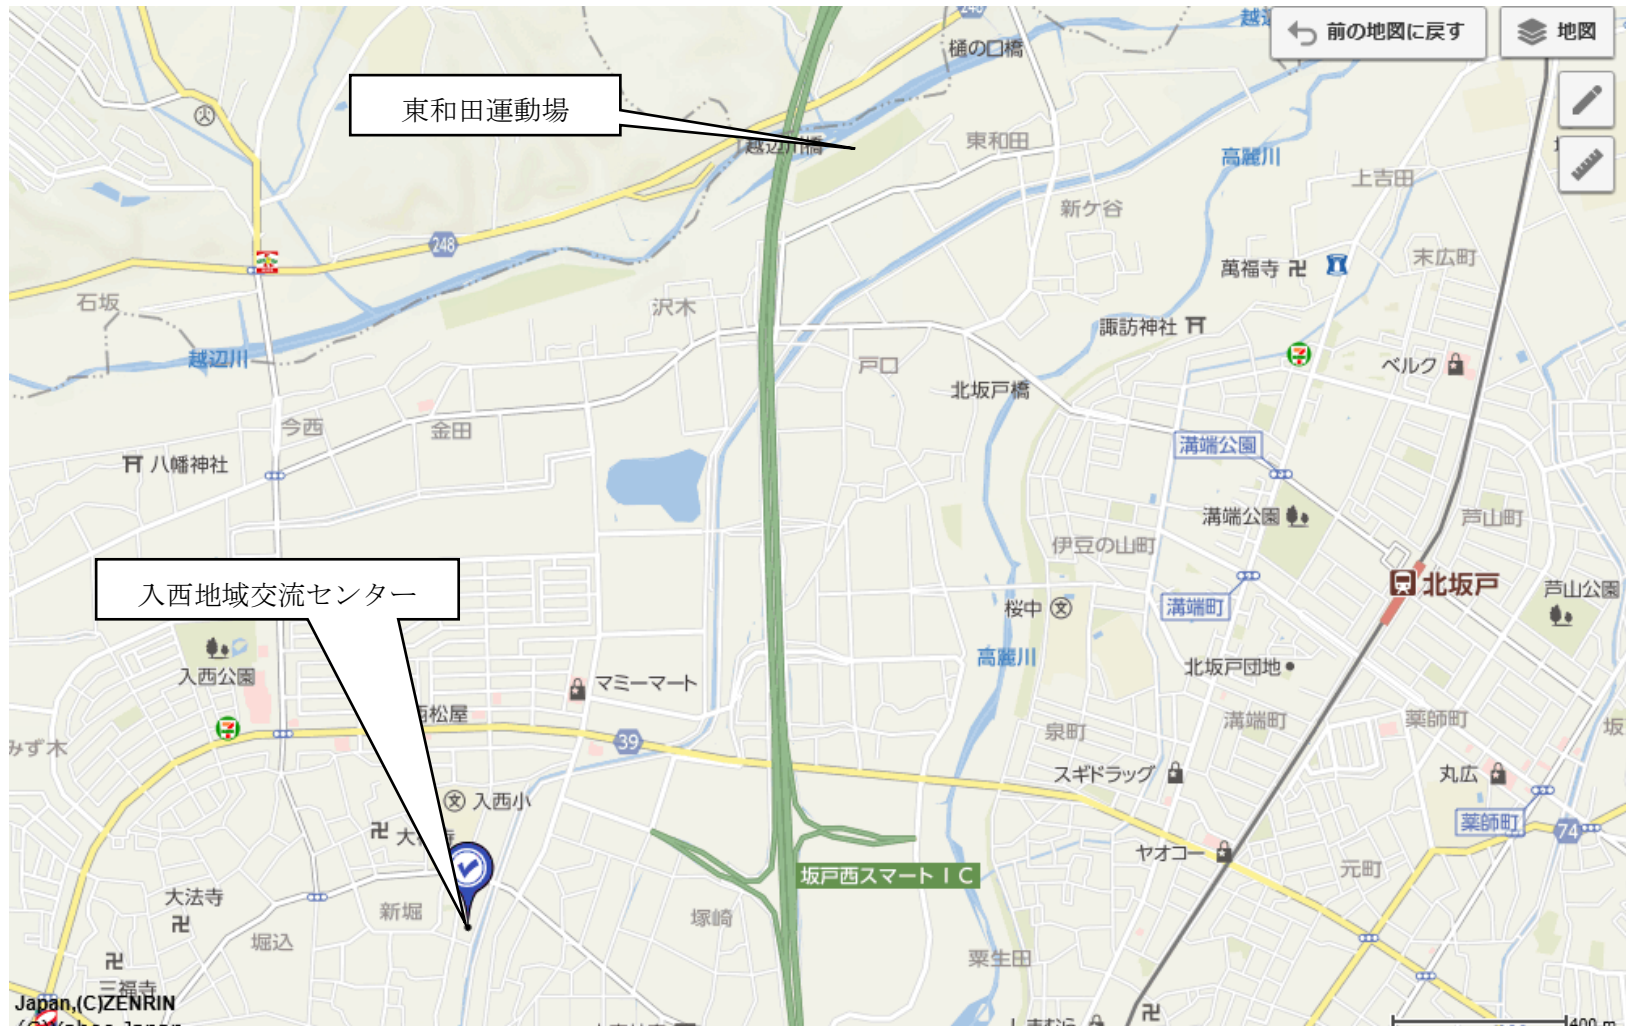 248
越辺
前の地図に戻す
地図
樋の口橋
東和田運動場
越辺川橋
東和田
高麗川
上吉田
新ケ谷
248
萬福寺
末広町
石坂
沢木
諏訪神社
越辺川
戸口
ベルク
北坂戸橋
今西
金田
溝端公園
八幡神社
溝端公園
芦山町
伊豆の山町
入西地域交流センター
北坂戸
芦山公園
桜中
文
溝端町
高麗川
北坂戸団地
入西公園
マミーマート
西松屋
溝端町
薬師町
泉町
みず木
39
スギドラッグ
丸広
文
入西小
薬師町
74
ヤオコー
坂戸西スマートIC
元町
大法寺
新堀
塚崎
堀込
粟生田
三福寺
Japan,(C)ZENRIN
400 m